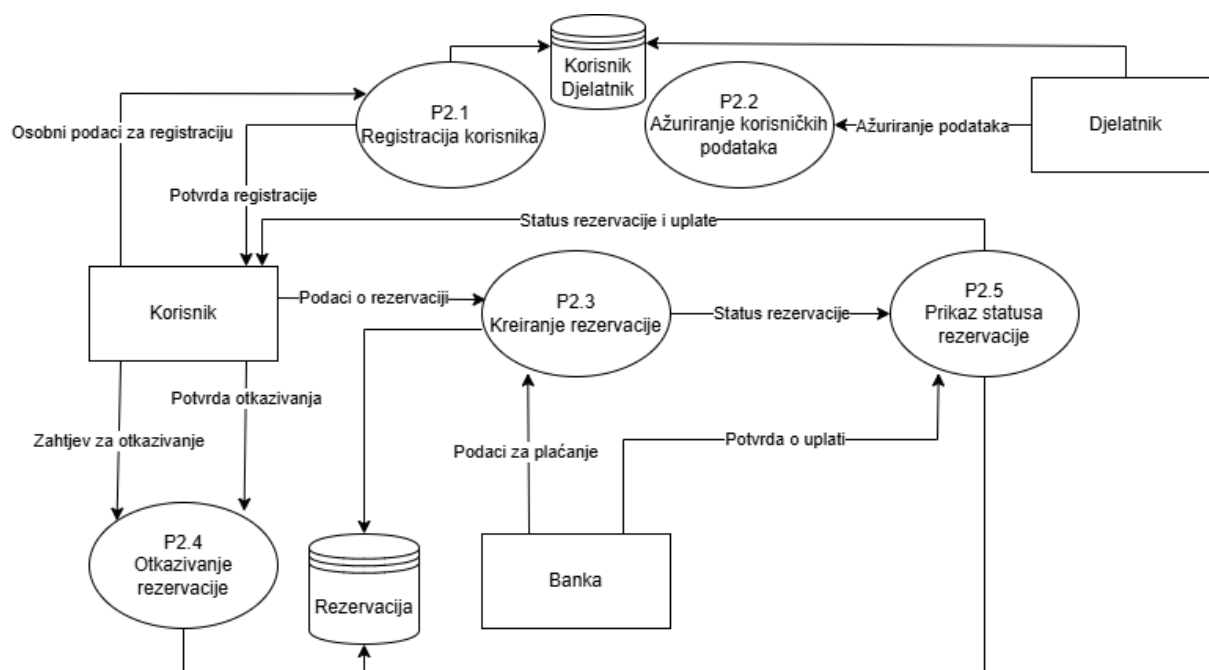 Korisnik
Djelatnik
P2.1
Registracija korisnika
P2.2
Ažuriranje korisničkih
podataka
Ažuriranje podataka
Djelatnik
Osobni podaci za registraciju
Potvrda registracije
Status rezervacije i uplate
Korisnik
Podaci o rezervaciji
P2.3
Kreiranje rezervacije
Status rezervacije
P2.5
Prikaz statusa
rezervacije
Potvrda otkazivanja
Zahtjev za otkazivanje
Podaci za plaćanje
Potvrda o uplati
P2.4
Otkazivanje
rezervacije
Rezervacija
Banka